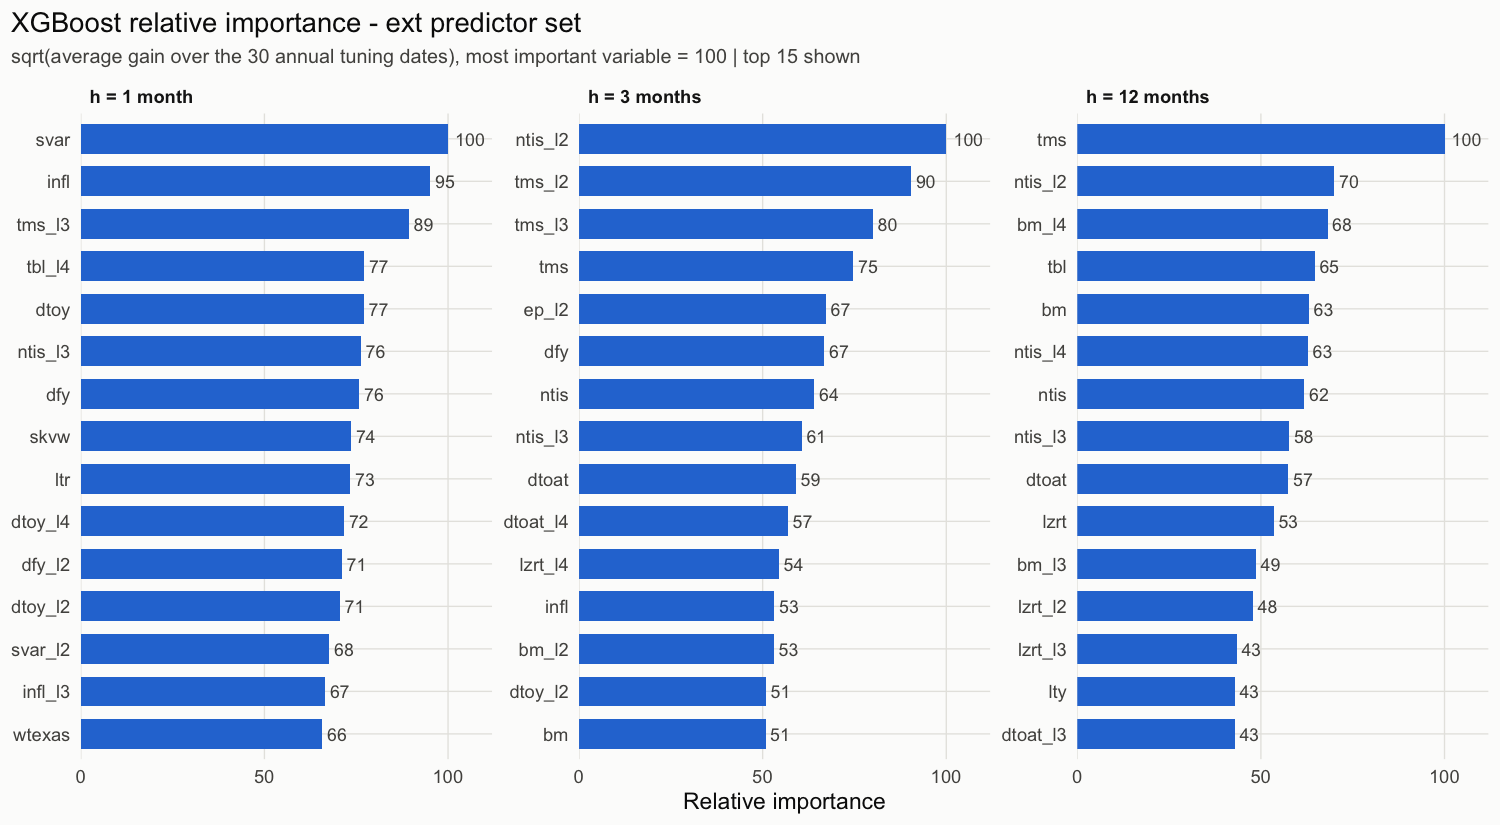 XGBoost relative importance - ext predictor set
sqrt(average gain over the 30 annual tuning dates), most important variable = 100 | top 15 shown
h = 1 month
svar 100
infl 95
tms_l3 89
tbl_l4 77
dtoy 77
ntis_l3 76
dfy 76
skvw 74
ltr 73
dtoy_l4 72
dfy_l2 71
dtoy_l2 71
svar_l2 68
infl_l3 67
wtexas 66
0 50 100
h = 3 months
ntis_l2 100
tms_l2 90
tms_l3 80
tms 75
ep_l2 67
dfy 67
ntis 64
ntis_l3 61
dtoat 59
dtoat_l4 57
lzrt_l4 54
infl 53
bm_l2 53
dtoy_l2 51
bm 51
0 50 100
h = 12 months
tms 100
ntis_l2 70
bm_l4 68
tbl 65
bm 63
ntis_l4 63
ntis 62
ntis_l3 58
dtoat 57
lzrt 53
bm_l3 49
lzrt_l2 48
lzrt_l3 43
lty 43
dtoat_l3 43
0 50 100
Relative importance